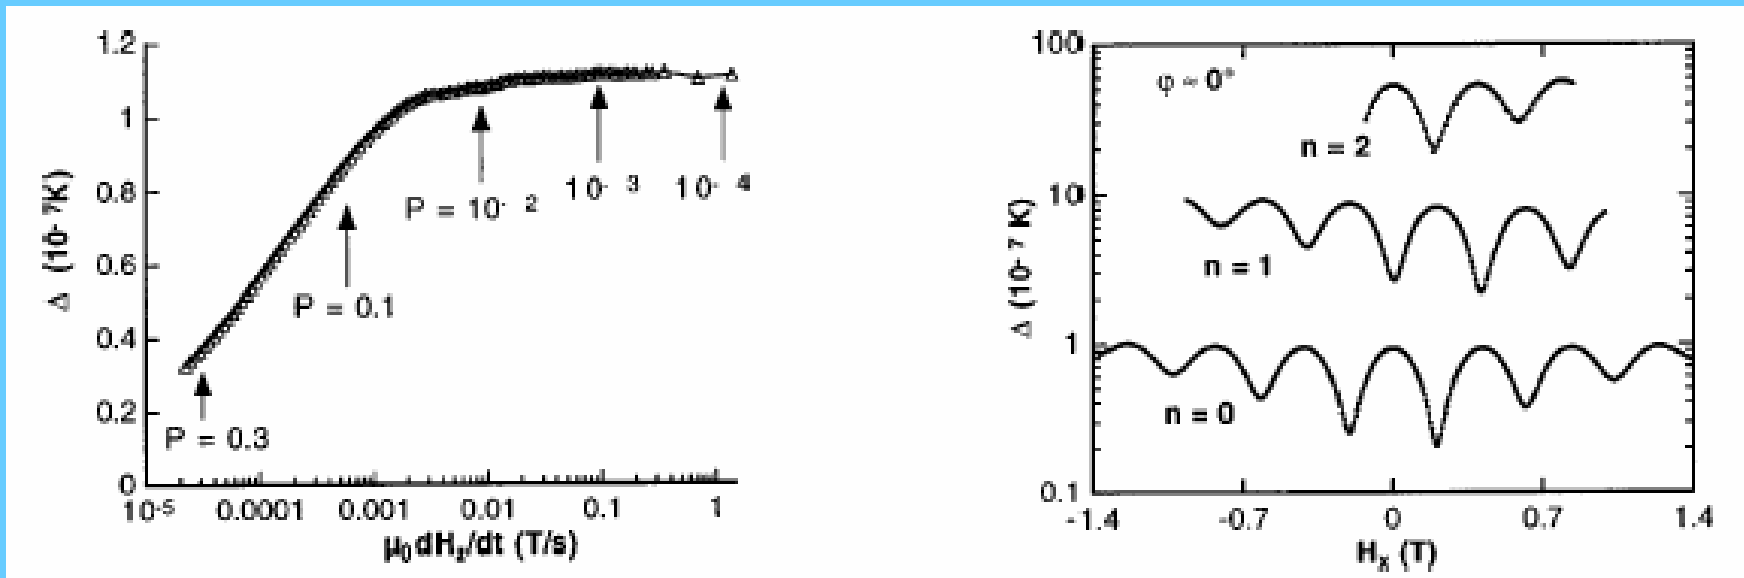 1.2
1
0.8
0.6
0.4
0.2
0
Δ (10- 7K)
P = 0.3
P = 0.1
P = 10- 2
10- 3
10- 4
10-5 0.0001 0.001 0.01 0.1 1
μ0dHz/dt (T/s)
100
10
1
0.1
Δ (10- 7 K)
φ ≈ 0°
n = 2
n = 1
n = 0
-1.4 -0.7 0 0.7 1.4
Hx (T)